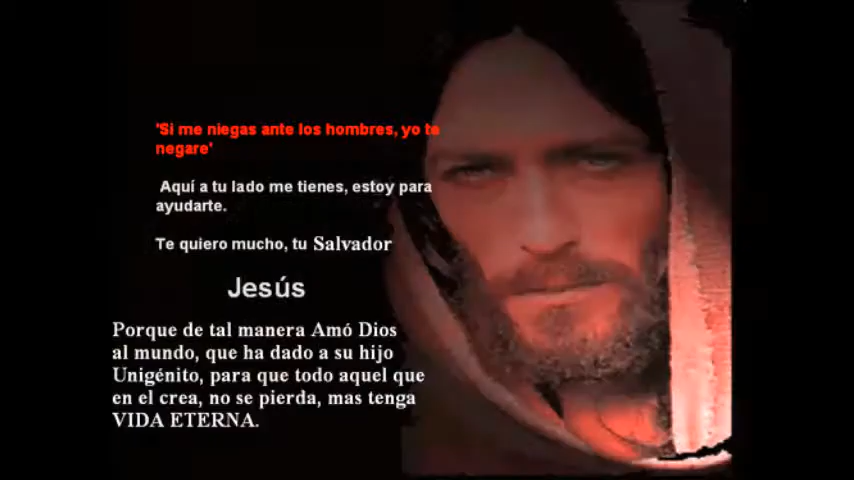 'Si me niegas ante los hombres, yo te
negare'
Aquí a tu lado me tienes, estoy para
ayudarte.
Te quiero mucho, tu Salvador
Jesús
Porque de tal manera Amó Dios
al mundo, que ha dado a su hijo
Unigénito, para que todo aquel que
en el crea, no se pierda, mas tenga
VIDA ETERNA.